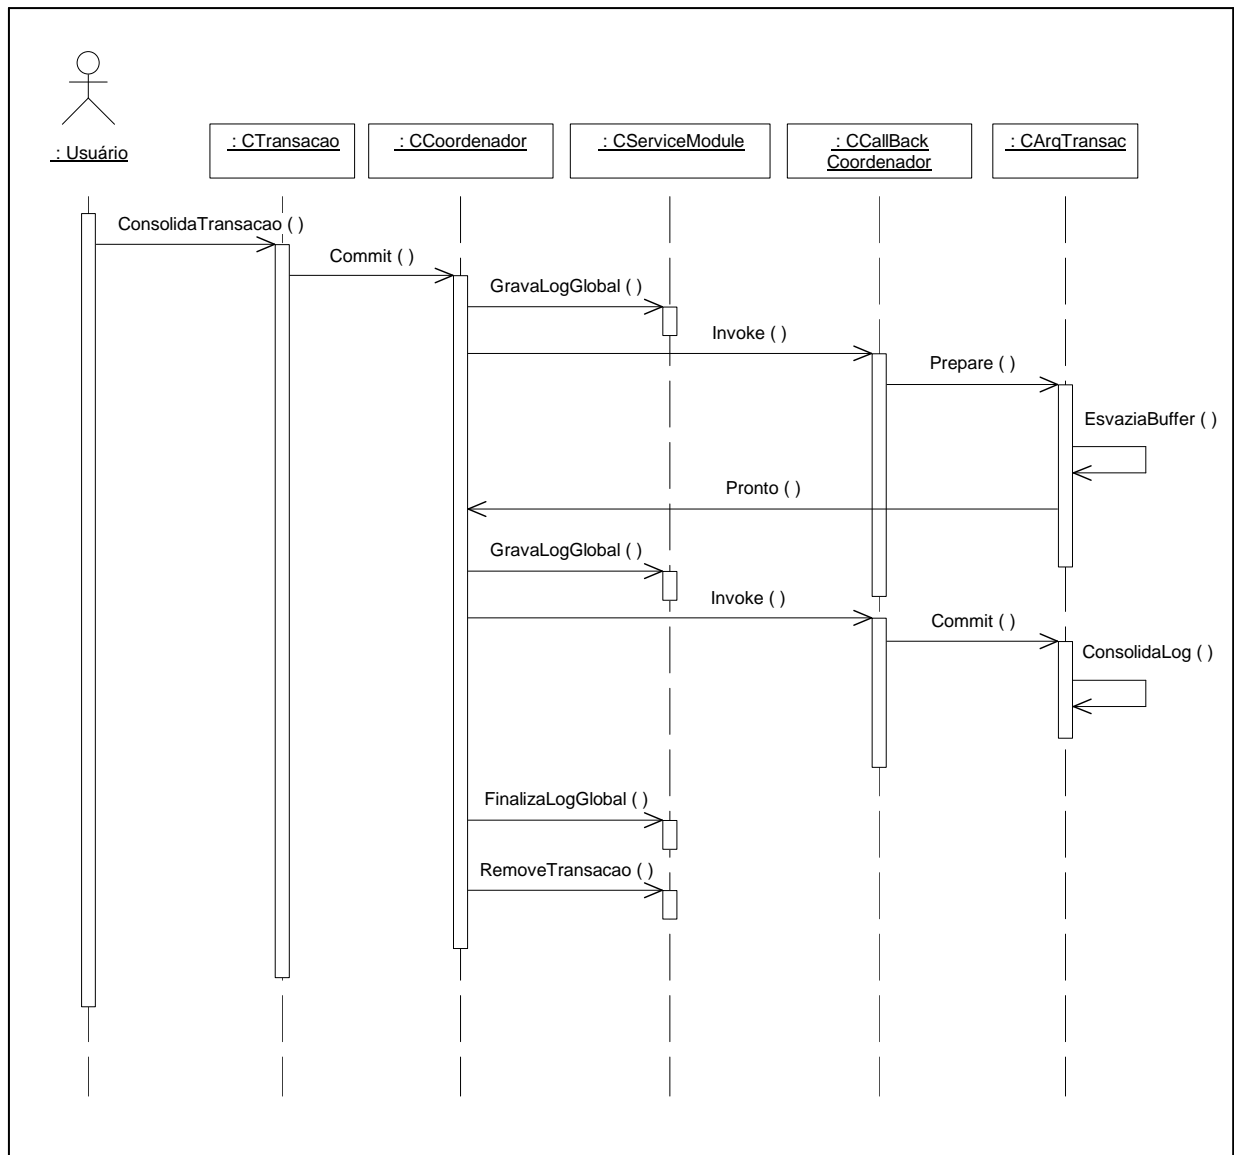 : Usuário
: CTransacao
: CCoordenador
: CServiceModule
: CCallBack
Coordenador
: CArqTransac
ConsolidaTransacao ( )
Commit ( )
GravaLogGlobal ( )
Invoke ( )
Prepare ( )
EsvaziaBuffer ( )
Pronto ( )
GravaLogGlobal ( )
Invoke ( )
Commit ( )
ConsolidaLog ( )
FinalizaLogGlobal ( )
RemoveTransacao ( )